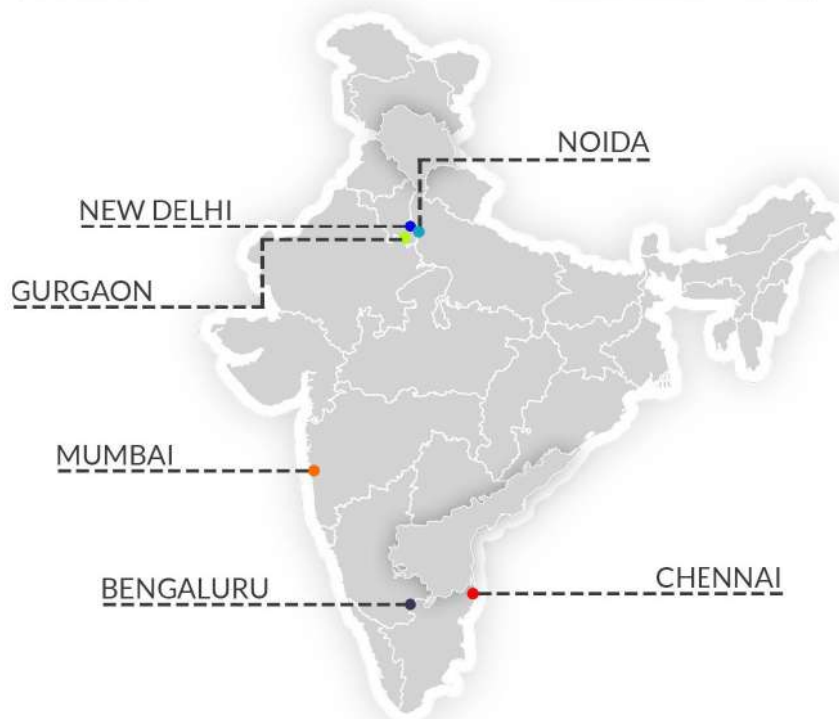 NOIDA
NEW DELHI
GURGAON
MUMBAI
BENGALURU
CHENNAI